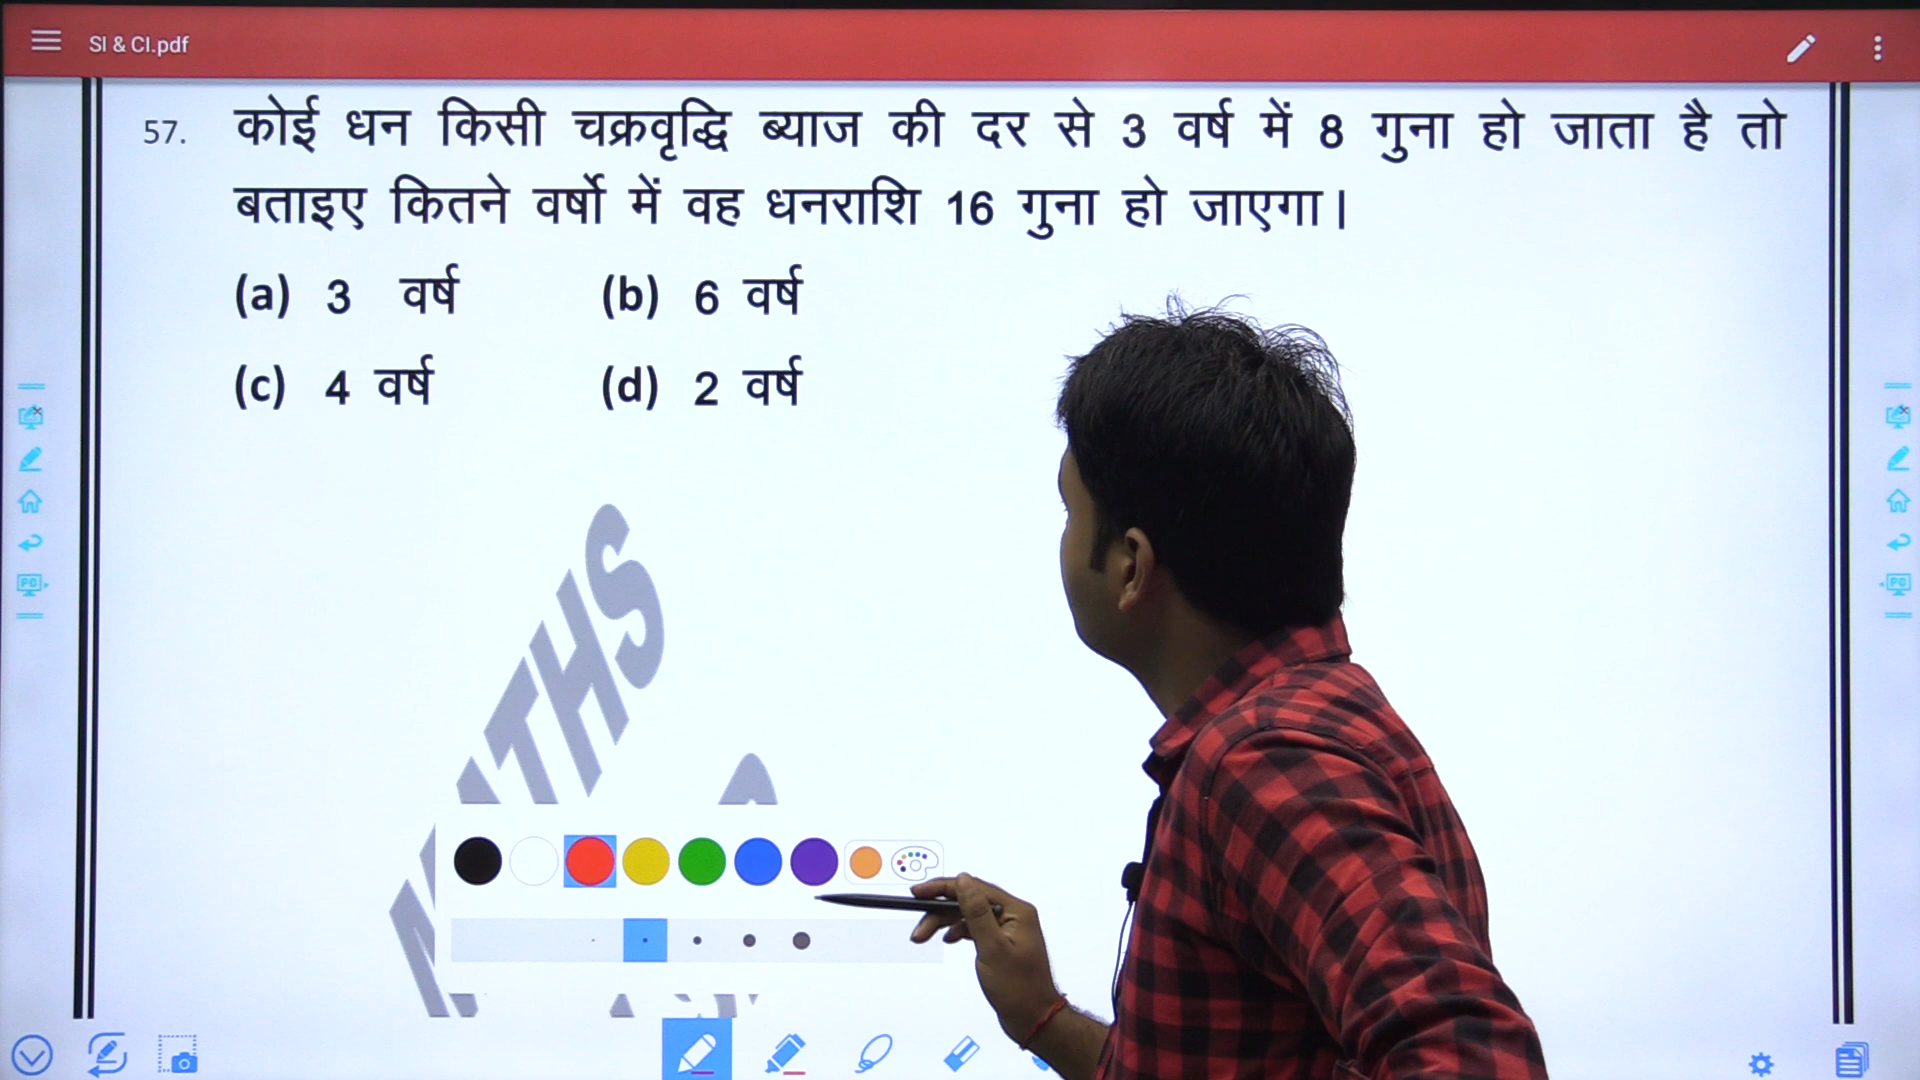 SI & CI.pdf
57. कोई धन किसी चक्रवृद्धि ब्याज की दर से 3 वर्ष में 8 गुना हो जाता है तो
बताइए कितने वर्षो में वह धनराशि 16 गुना हो जाएगा।
(a) 3 वर्ष (b) 6 वर्ष
(c) 4 वर्ष (d) 2 वर्ष